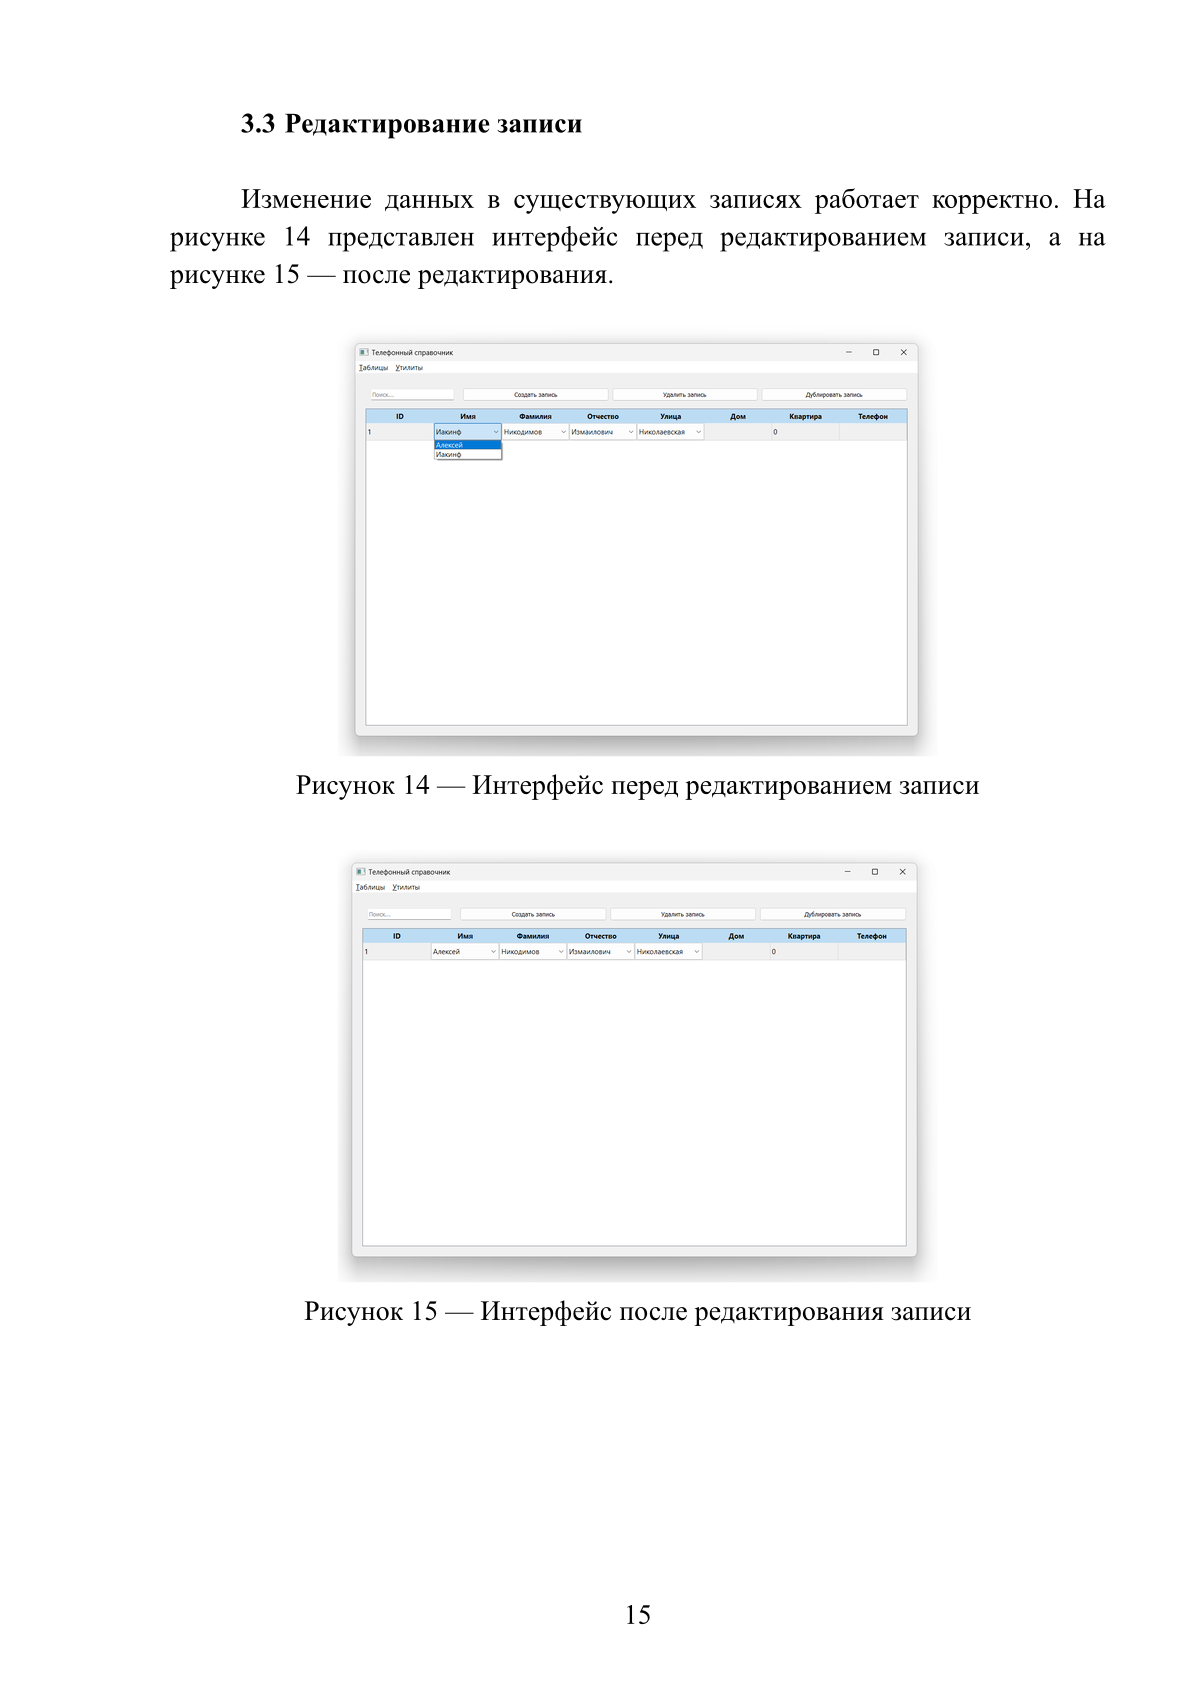 3.3 Редактирование записи
Изменение данных в существующих записях работает корректно. На
рисунке 14 представлен интерфейс перед редактированием записи, а на
рисунке 15 — после редактирования.
Телефонный справочник
Таблицы Утилиты
Поиск... Создать запись Удалить запись Дублировать запись
ID Имя Фамилия Отчество Улица Дом Квартира Телефон
1 Иакинф Никодимов Измаилович Николаевская 0
Алексей
Иакинф
Рисунок 14 — Интерфейс перед редактированием записи
Телефонный справочник
Таблицы Утилиты
Поиск... Создать запись Удалить запись Дублировать запись
ID Имя Фамилия Отчество Улица Дом Квартира Телефон
1 Алексей Никодимов Измаилович Николаевская 0
Рисунок 15 — Интерфейс после редактирования записи
15